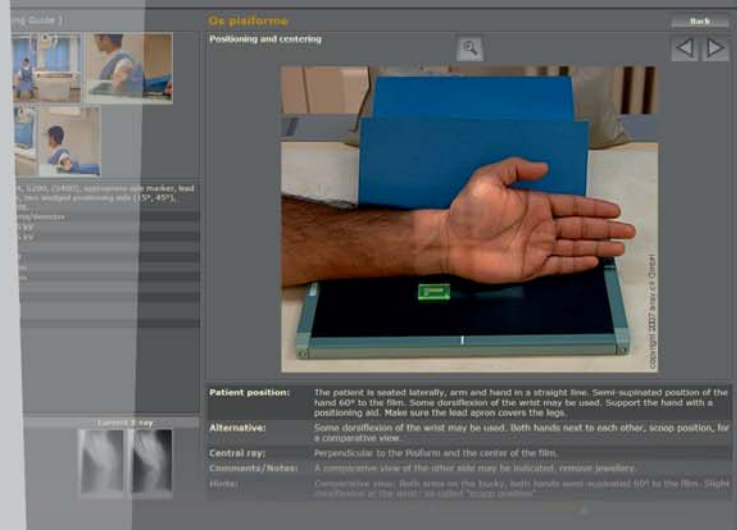 ing Guide ]
Os pisiforme
Back
Positioning and centering
S200, (S400), appropriate side marker, lead
two wedged positioning aids (15°, 45°),
kV
kV
Correct X-ray
copyright 2007 GmbH
Patient position: The patient is seated laterally, arm and hand in a straight line. Semi-supinated position of the
hand 60° to the film. Some dorsiflexion of the wrist may be used. Support the hand with a
positioning aid. Make sure the lead apron covers the legs.
Alternative: Some dorsiflexion of the wrist may be used. Both hands next to each other, scoop position, for
a comparative view.
Central ray: Perpendicular to the Pisiform and the center of the film.
Comments/Notes: A comparative view of the other side may be indicated, remove jewellery.
Hints: Comparative view: Both arms on the bucky, both hands semi-supinated 60° to the film. Slight
dorsiflexion of the wrist: so called "scoop position"